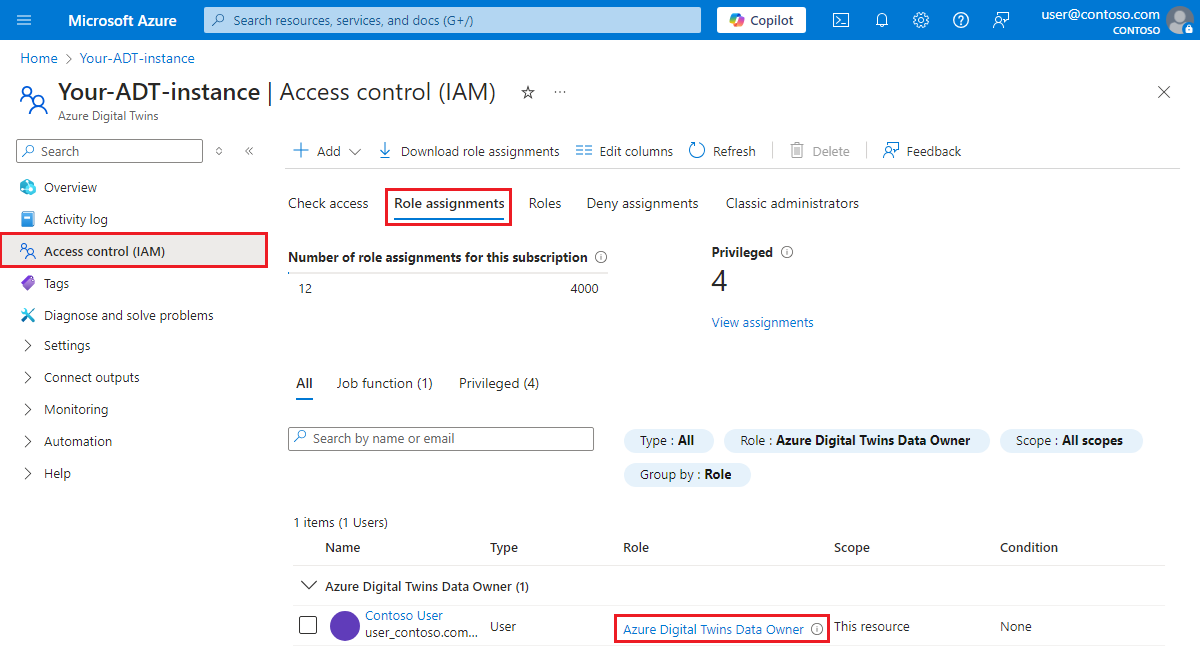 Microsoft Azure
Search resources, services, and docs (G+/)
Copilot
user@contoso.com
CONTOSO
Home > Your-ADT-instance
Your-ADT-instance | Access control (IAM)
Azure Digital Twins
Search
Overview
Activity log
Access control (IAM)
Tags
Diagnose and solve problems
Settings
Connect outputs
Monitoring
Automation
Help
Add
Download role assignments
Edit columns
Refresh
Delete
Feedback
Check access
Role assignments
Roles
Deny assignments
Classic administrators
Number of role assignments for this subscription
12
4000
Privileged
4
View assignments
All
Job function (1)
Privileged (4)
Search by name or email
Type : All
Role : Azure Digital Twins Data Owner
Scope : All scopes
Group by : Role
1 items (1 Users)
Name
Type
Role
Scope
Condition
Azure Digital Twins Data Owner (1)
Contoso User
user_contoso.com...
User
Azure Digital Twins Data Owner
This resource
None